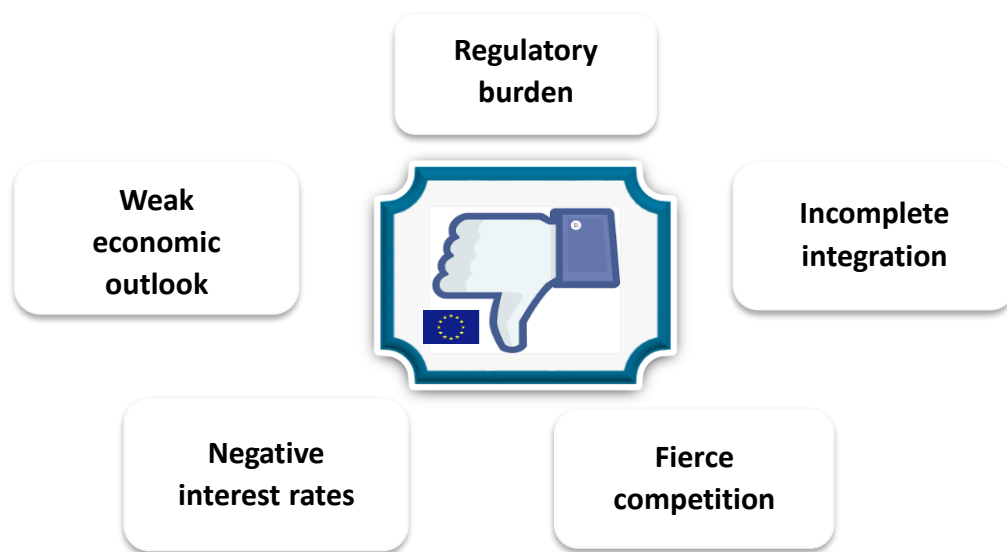 Regulatory
burden
Weak
economic
outlook
Incomplete
integration
Negative
interest rates
Fierce
competition